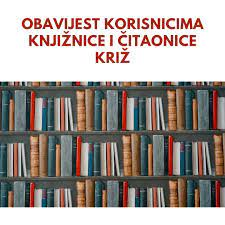 OBAVIJEST KORISNICIMA
KNJIŽNICE I ČITAONICE
KRIŽ